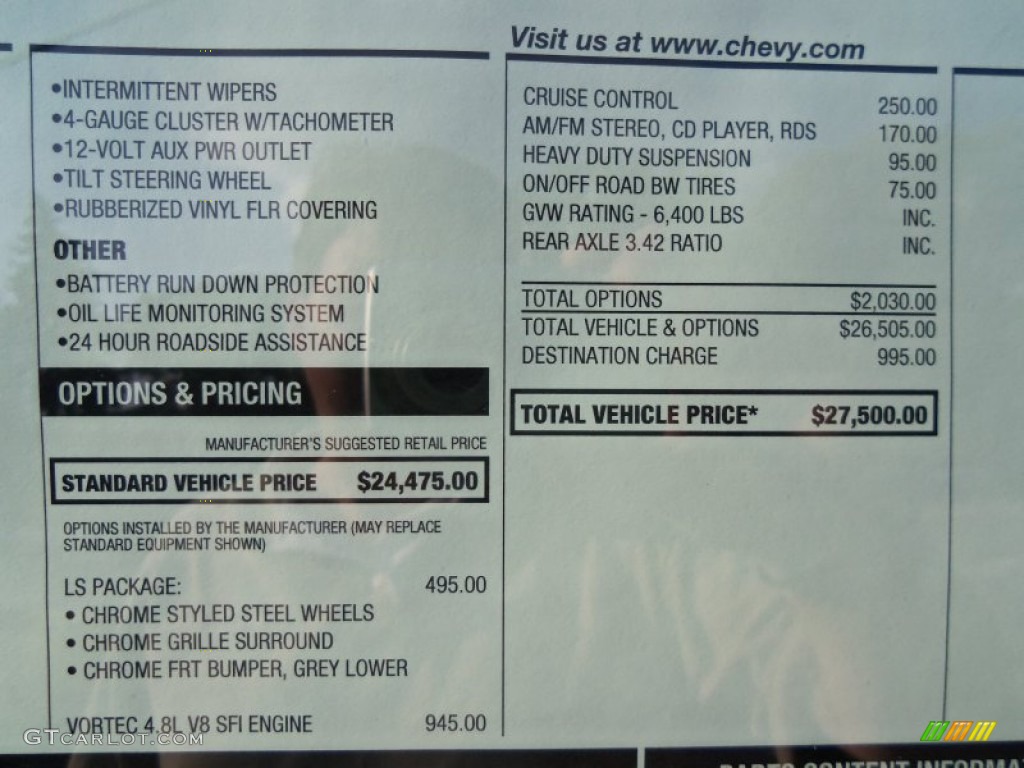 •INTERMITTENT WIPERS
•4-GAUGE CLUSTER W/TACHOMETER
•12-VOLT AUX PWR OUTLET
•TILT STEERING WHEEL
•RUBBERIZED VINYL FLR COVERING
OTHER
•BATTERY RUN DOWN PROTECTION
•OIL LIFE MONITORING SYSTEM
•24 HOUR ROADSIDE ASSISTANCE
OPTIONS & PRICING
MANUFACTURER'S SUGGESTED RETAIL PRICE
STANDARD VEHICLE PRICE $24,475.00
OPTIONS INSTALLED BY THE MANUFACTURER (MAY REPLACE
STANDARD EQUIPMENT SHOWN)
LS PACKAGE: 495.00
• CHROME STYLED STEEL WHEELS
• CHROME GRILLE SURROUND
• CHROME FRT BUMPER, GREY LOWER
VORTEC 4.8L V8 SFI ENGINE 945.00
Visit us at www.chevy.com
CRUISE CONTROL 250.00
AM/FM STEREO, CD PLAYER, RDS 170.00
HEAVY DUTY SUSPENSION 95.00
ON/OFF ROAD BW TIRES 75.00
GVW RATING - 6,400 LBS INC.
REAR AXLE 3.42 RATIO INC.
TOTAL OPTIONS $2,030.00
TOTAL VEHICLE & OPTIONS $26,505.00
DESTINATION CHARGE 995.00
TOTAL VEHICLE PRICE* $27,500.00
GTCARLOT.COM
PARTS CONTENT